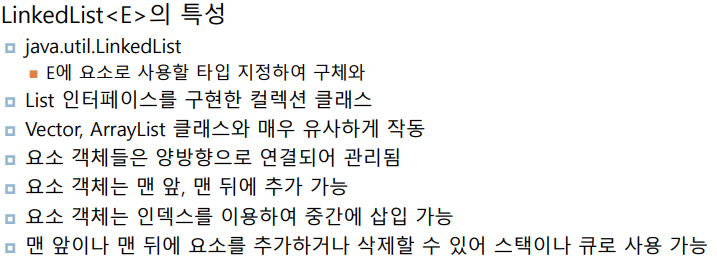 LinkedList<E>의 특성
java.util.LinkedList
E에 요소로 사용할 타입 지정하여 구체와
List 인터페이스를 구현한 컬렉션 클래스
Vector, ArrayList 클래스와 매우 유사하게 작동
요소 객체들은 양방향으로 연결되어 관리됨
요소 객체는 맨 앞, 맨 뒤에 추가 가능
요소 객체는 인덱스를 이용하여 중간에 삽입 가능
맨 앞이나 맨 뒤에 요소를 추가하거나 삭제할 수 있어 스택이나 큐로 사용 가능